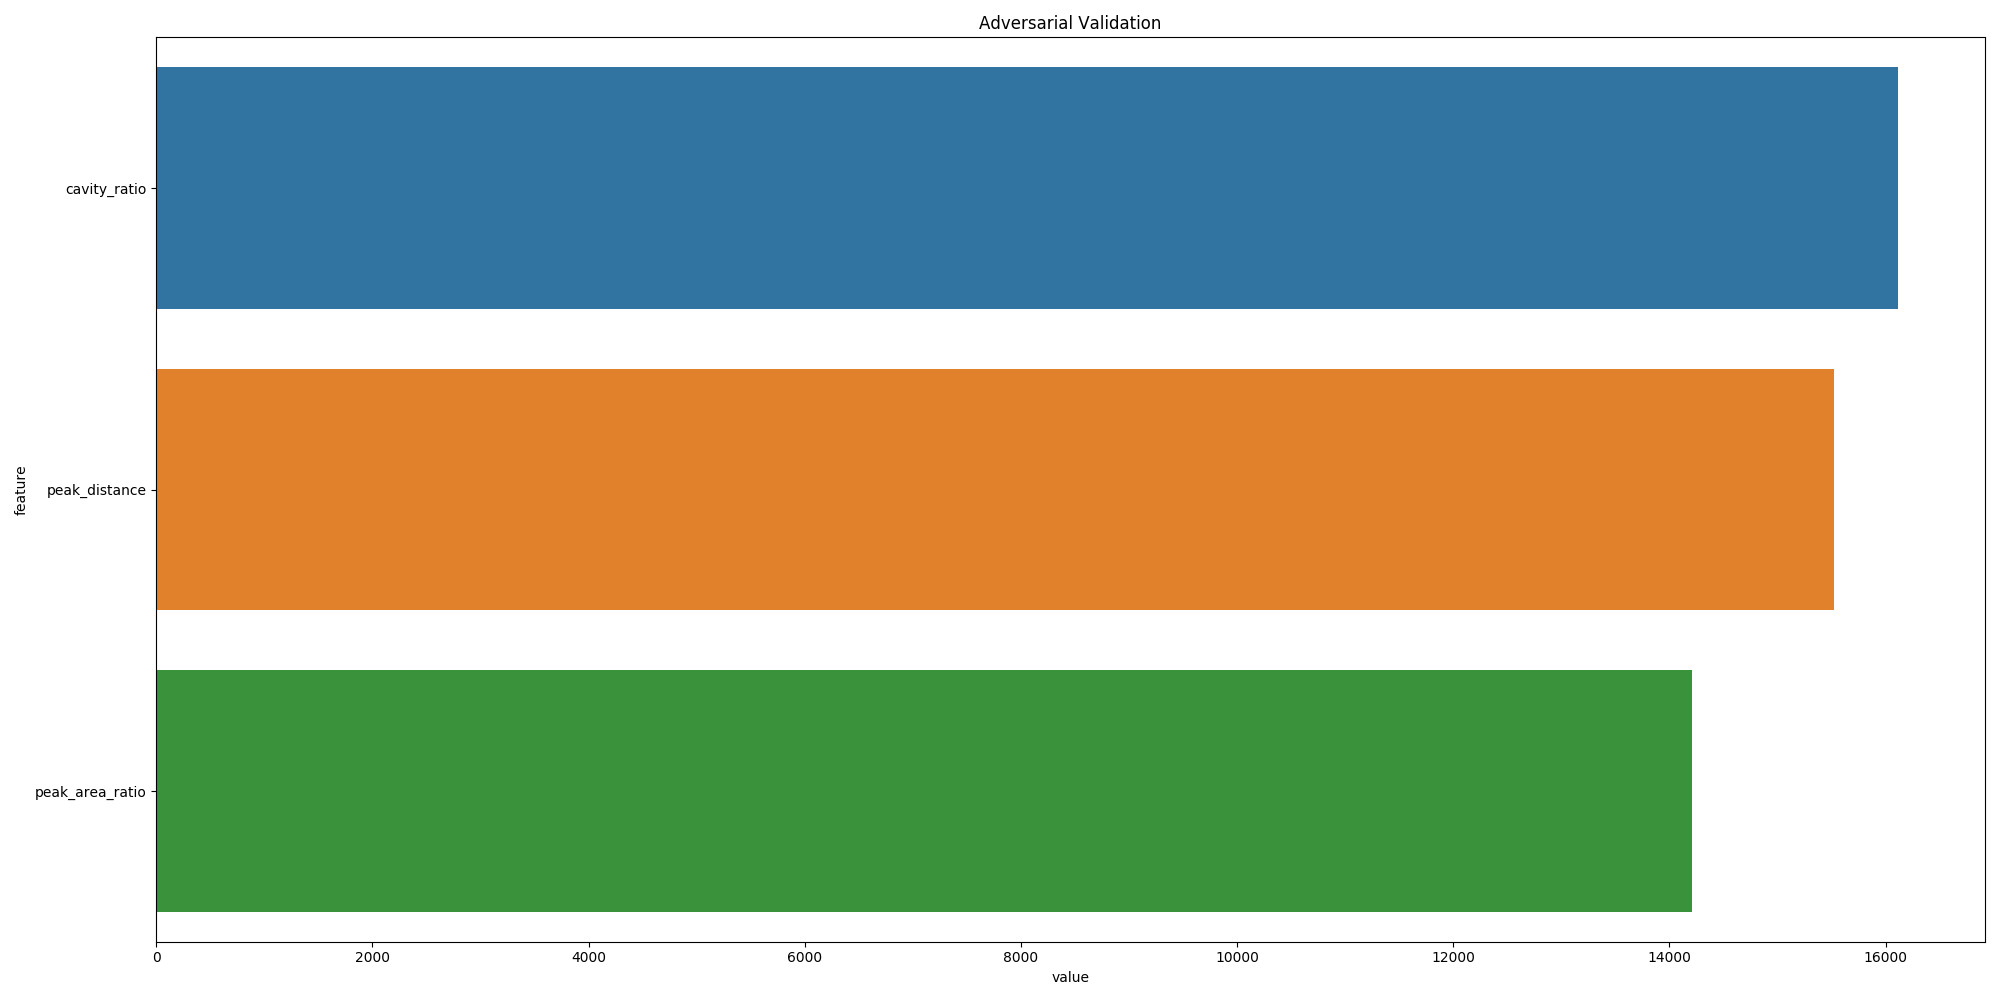 Adversarial Validation
feature
cavity_ratio
peak_distance
peak_area_ratio
0 2000 4000 6000 8000 10000 12000 14000 16000
value